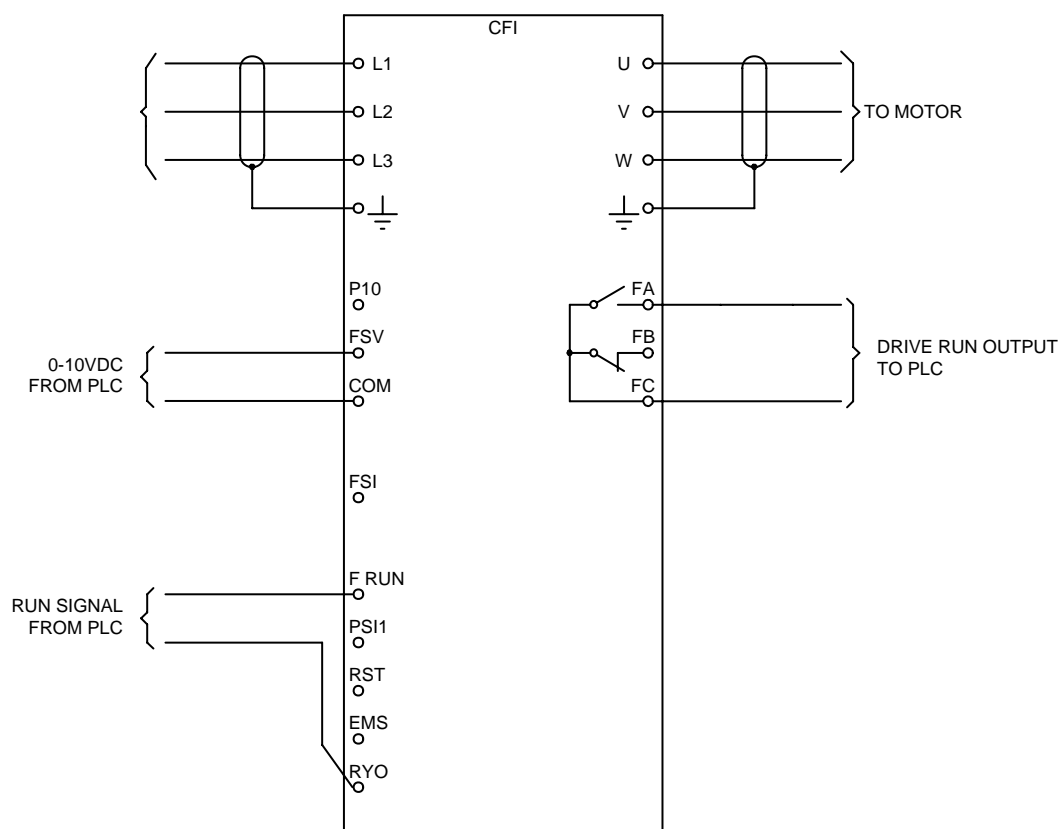 CFI
L1
L2
L3
U
V
W
TO MOTOR
P10
FSV
COM
0-10VDC
FROM PLC
FA
FB
FC
DRIVE RUN OUTPUT
TO PLC
FSI
F RUN
PSI1
RST
EMS
RYO
RUN SIGNAL
FROM PLC